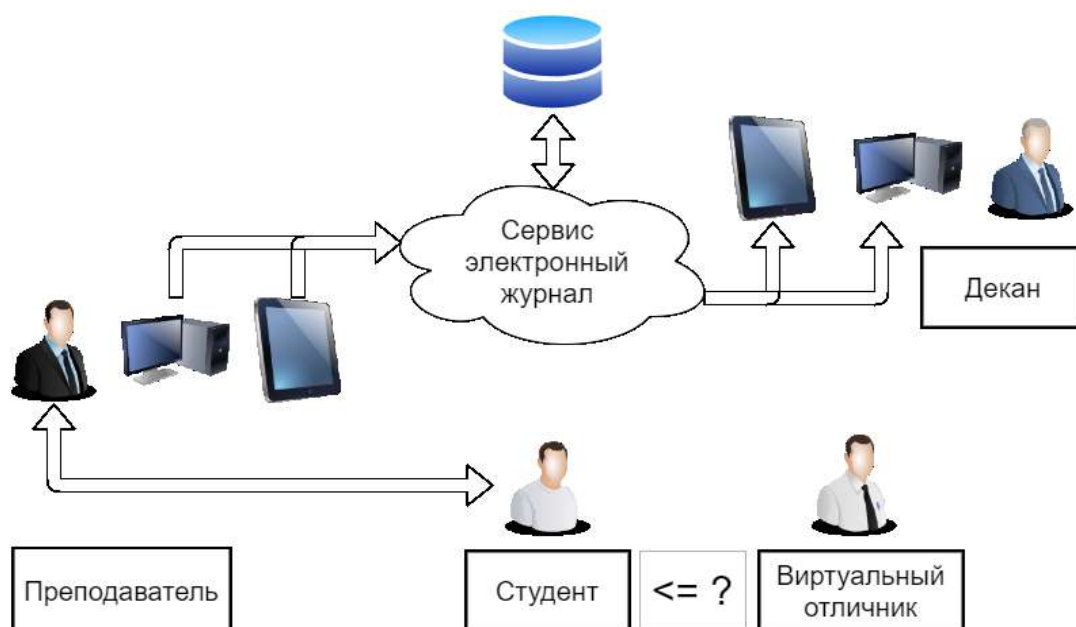 Сервис
электронный
журнал
Декан
Преподаватель
Студент
<= ?
Виртуальный
отличник